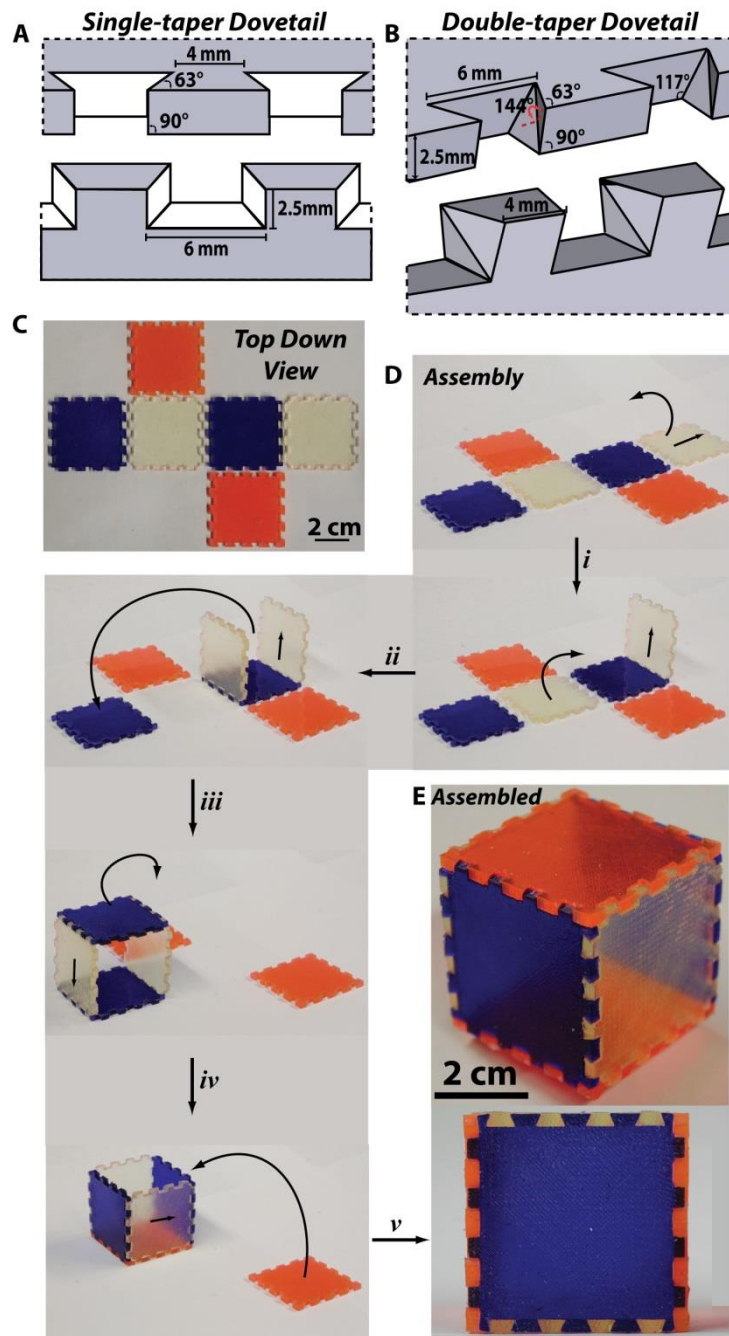 A
Single-taper Dovetail
4 mm
63°
90°
2.5mm
6 mm
B
Double-taper Dovetail
6 mm
63°
144°
117°
90°
2.5mm
4 mm
C
Top Down
View
2 cm
D
Assembly
i
ii
iii
iv
v
E
Assembled
2 cm